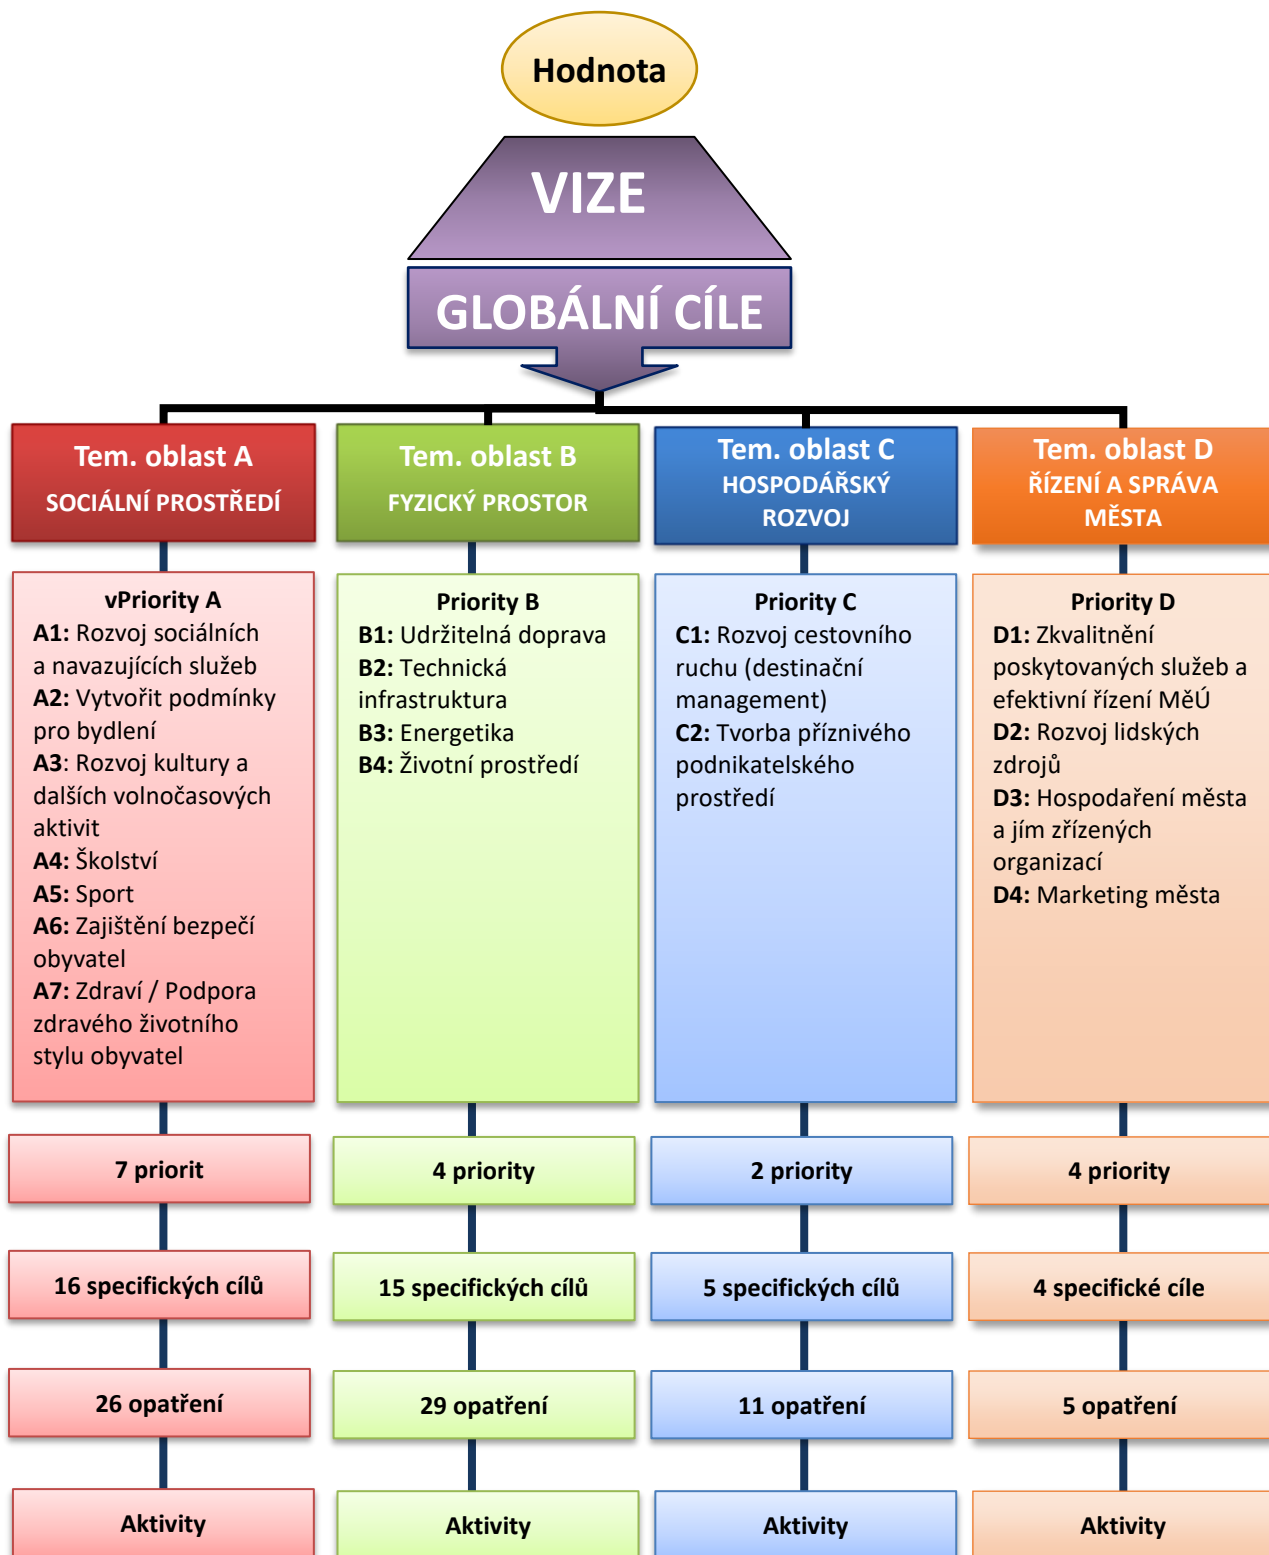 Hodnota
VIZE
GLOBÁLNÍ CÍLE
Tem. oblast A
SOCIÁLNÍ PROSTŘEDÍ
Tem. oblast B
FYZICKÝ PROSTOR
Tem. oblast C
HOSPODÁŘSKÝ
ROZVOJ
Tem. oblast D
ŘÍZENÍ A SPRÁVA
MĚSTA
vPriority A
A1: Rozvoj sociálních
a navazujících služeb
A2: Vytvořit podmínky
pro bydlení
A3: Rozvoj kultury a
dalších volnočasových
aktivit
A4: Školství
A5: Sport
A6: Zajištění bezpečí
obyvatel
A7: Zdraví / Podpora
zdravého životního
stylu obyvatel
Priority B
B1: Udržitelná doprava
B2: Technická
infrastruktura
B3: Energetika
B4: Životní prostředí
Priority C
C1: Rozvoj cestovního
ruchu (destinační
management)
C2: Tvorba příznivého
podnikatelského
prostředí
Priority D
D1: Zkvalitnění
poskytovaných služeb a
efektivní řízení MěÚ
D2: Rozvoj lidských
zdrojů
D3: Hospodaření města
a jím zřízených
organizací
D4: Marketing města
7 priorit
4 priority
2 priority
4 priority
16 specifických cílů
15 specifických cílů
5 specifických cílů
4 specifické cíle
26 opatření
29 opatření
11 opatření
5 opatření
Aktivity
Aktivity
Aktivity
Aktivity